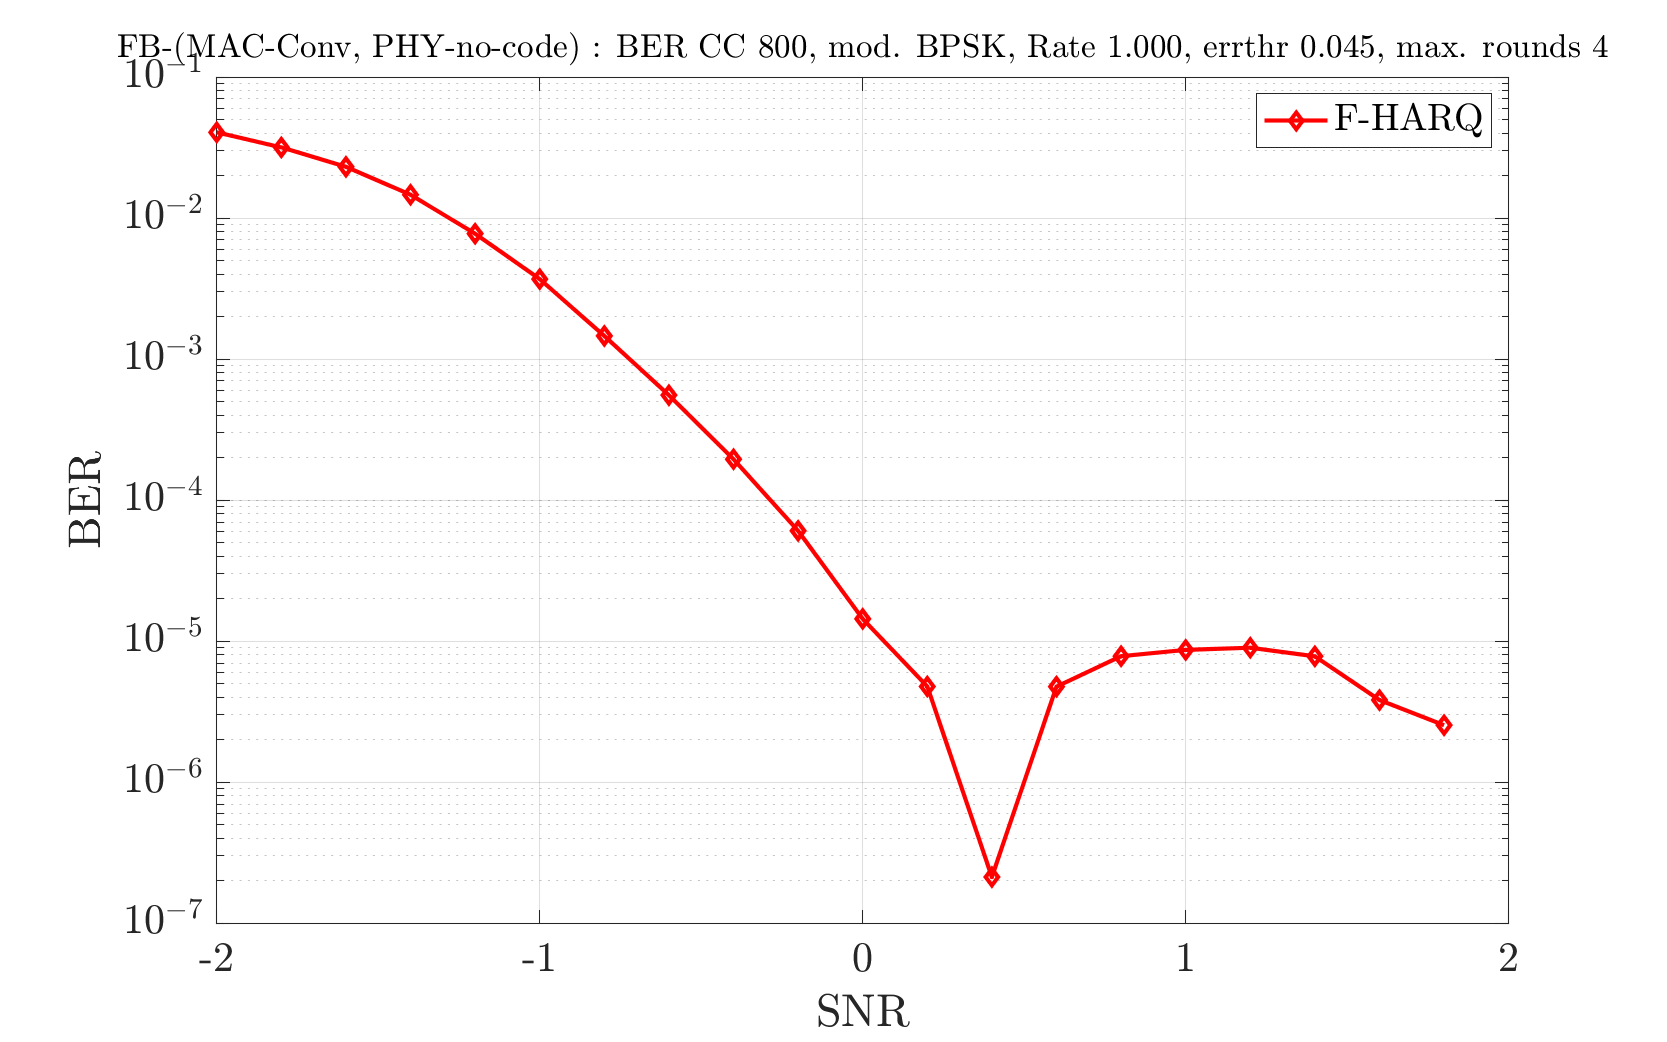 FB-(MAC-Conv, PHY-no-code) : BER CC 800, mod. BPSK, Rate 1.000, errthr 0.045, max. rounds 4
F-HARQ
10⁻¹
10⁻²
10⁻³
10⁻⁴
10⁻⁵
10⁻⁶
10⁻⁷
BER
-2 -1 0 1 2
SNR